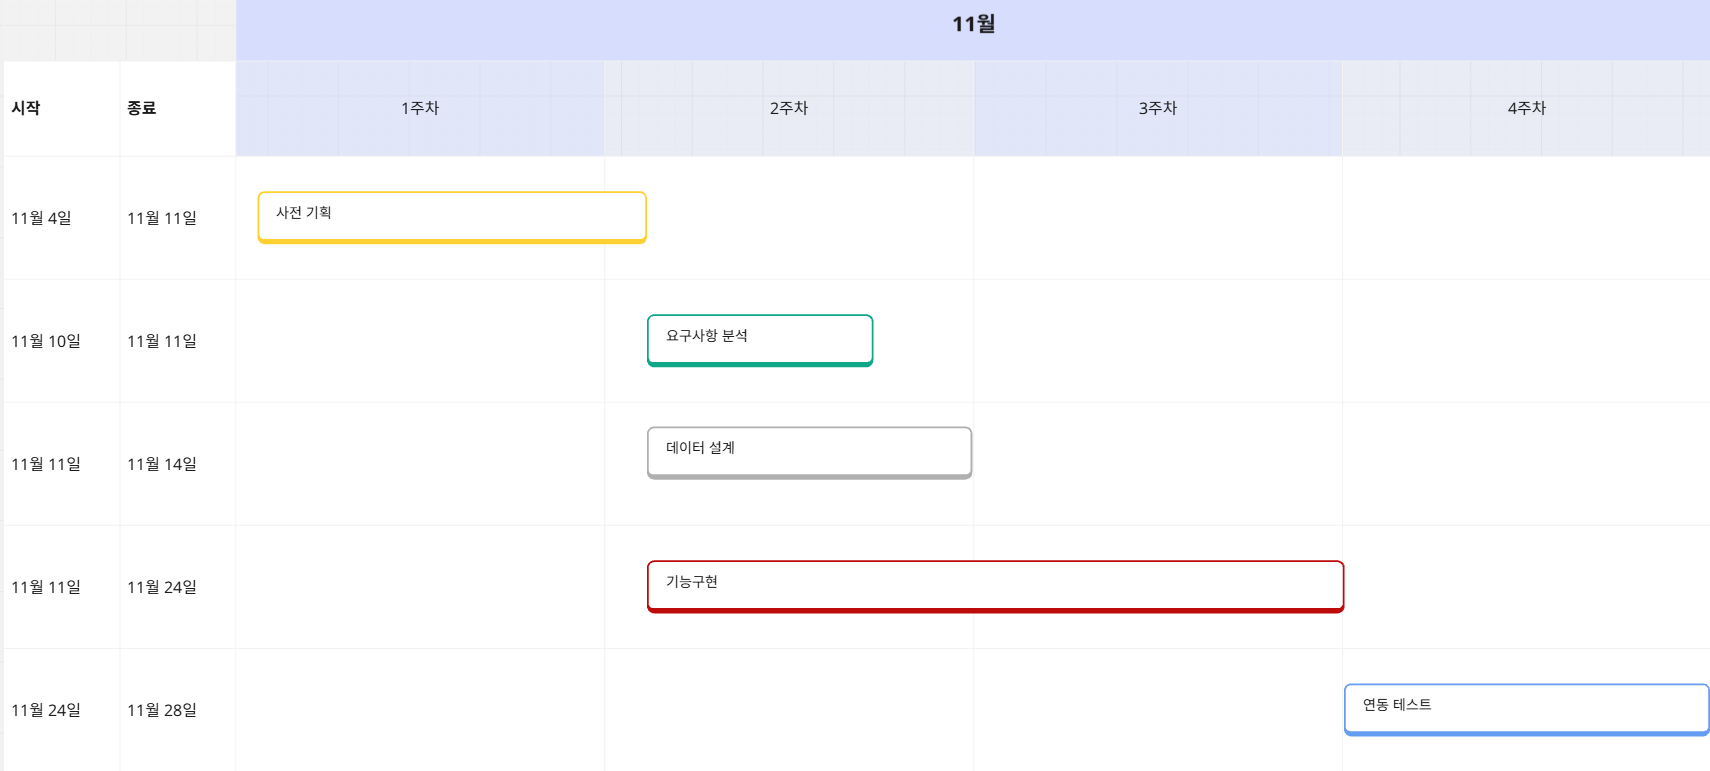 11월
시작 종료 1주차 2주차 3주차 4주차
11월 4일 11월 11일 사전 기획
11월 10일 11월 11일 요구사항 분석
11월 11일 11월 14일 데이터 설계
11월 11일 11월 24일 기능구현
11월 24일 11월 28일 연동 테스트